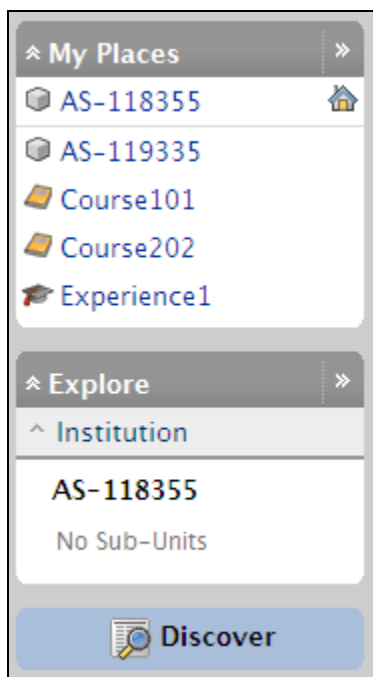 My Places
AS-118355
AS-119335
Course101
Course202
Experience1
Explore
Institution
AS-118355
No Sub-Units
Discover